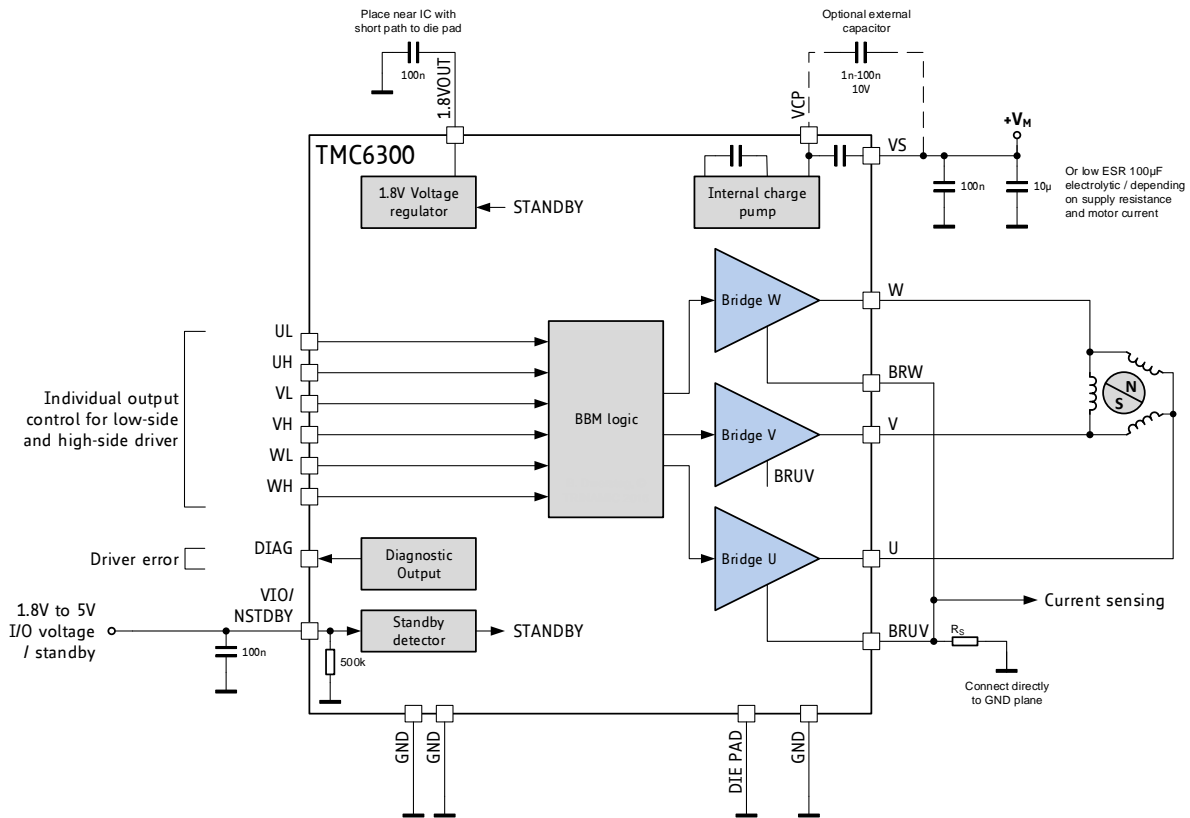 Place near IC with
short path to die pad
100n
1.8VOUT
Optional external
capacitor
1n-100n
10V
VCP
+VM
VS
100n
10µ
Or low ESR 100µF
electrolytic / depending
on supply resistance
and motor current
TMC6300
1.8V Voltage
regulator
STANDBY
Internal charge
pump
Bridge W
W
BRW
N
S
Individual output
control for low-side
and high-side driver
UL
UH
VL
VH
WL
WH
BBM logic
Bridge V
V
BRUV
Driver error
DIAG
Diagnostic
Output
Bridge U
U
Current sensing
1.8V to 5V
I/O voltage
/ standby
100n
VIO/
NSTDBY
500k
Standby
detector
STANDBY
BRUV
RS
Connect directly
to GND plane
GND
GND
DIE PAD
GND